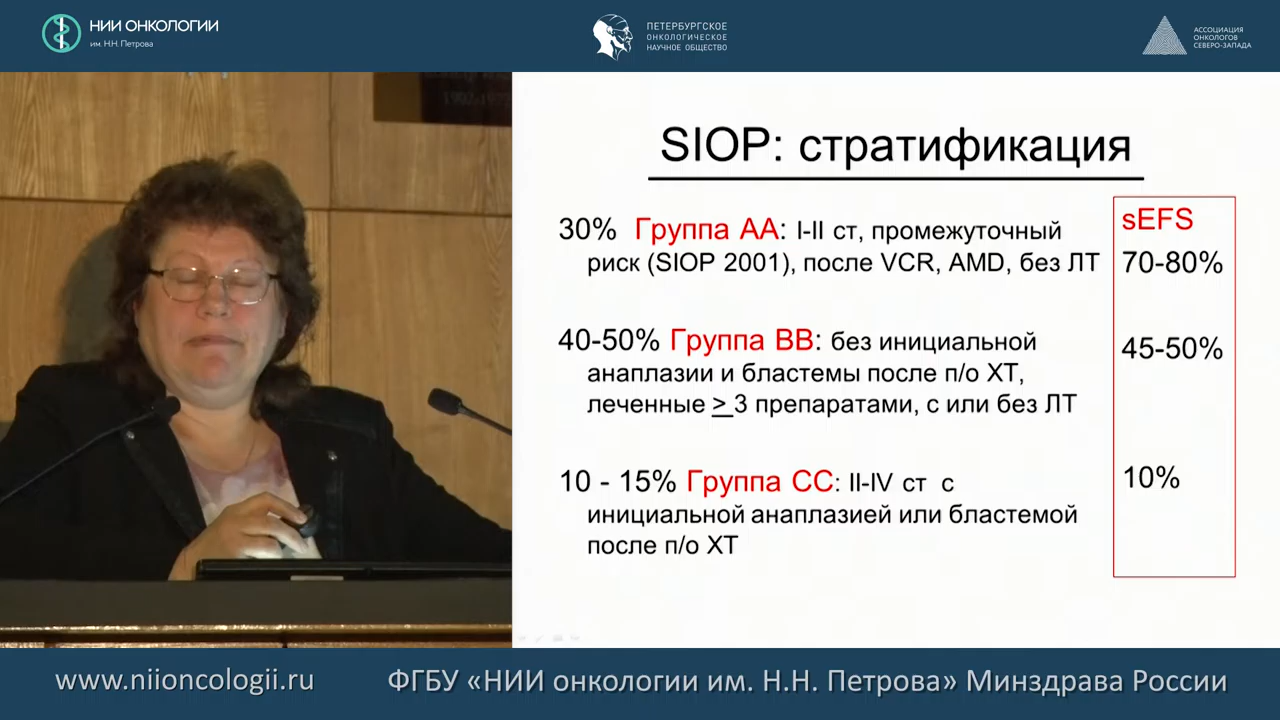 НИИ ОНКОЛОГИИ
им. Н.Н. Петрова
ПЕТЕРБУРГСКОЕ
ОНКОЛОГИЧЕСКОЕ
НАУЧНОЕ ОБЩЕСТВО
АССОЦИАЦИЯ
ОНКОЛОГОВ
СЕВЕРО-ЗАПАДА
SIOP: стратификация
30% Группа АА: I-II ст, промежуточный
риск (SIOP 2001), после VCR, AMD, без ЛТ
40-50% Группа ВВ: без инициальной
анаплазии и бластемы после п/о ХТ,
леченные > 3 препаратами, с или без ЛТ
10 - 15% Группа СС: II-IV ст с
инициальной анаплазией или бластемой
после п/о ХТ
sEFS
70-80%
45-50%
10%
www.niioncologii.ru
ФГБУ «НИИ онкологии им. Н.Н. Петрова» Минздрава России